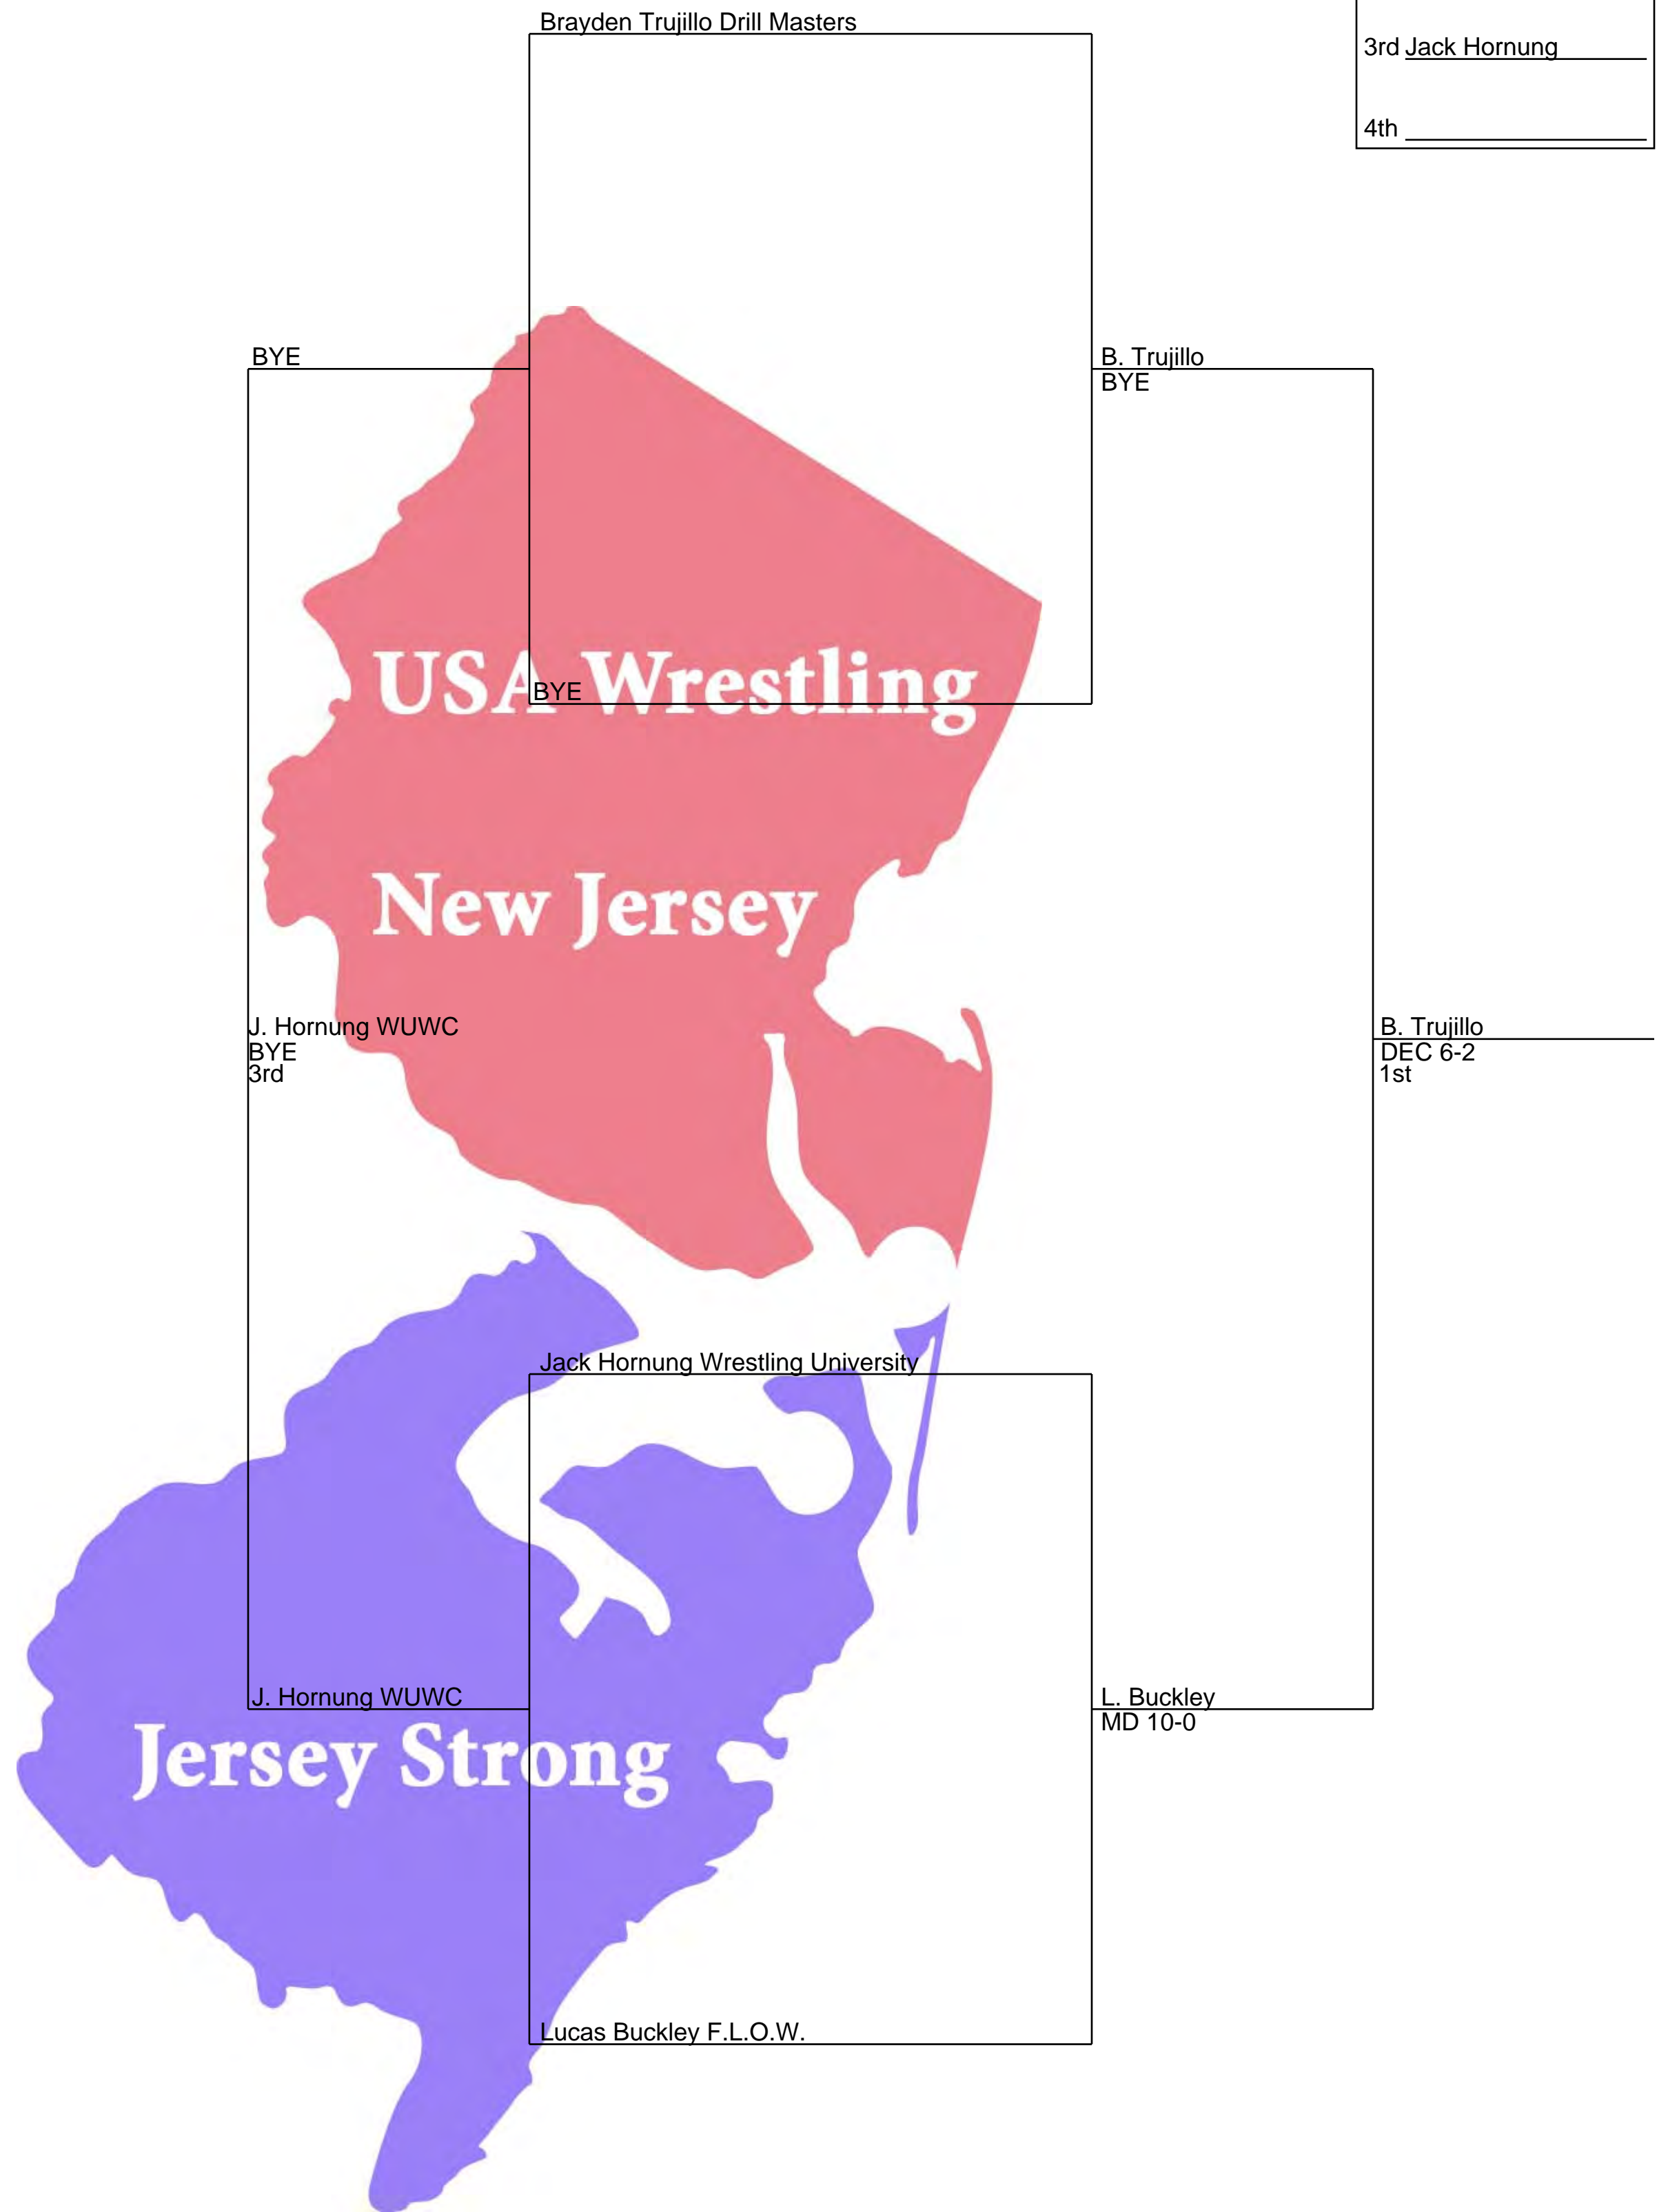 Brayden Trujillo Drill Masters
3rd Jack Hornung
4th
BYE
B. Trujillo
BYE
USA Wrestling
BYE
New Jersey
J. Hornung WUWC
BYE
3rd
B. Trujillo
DEC 6-2
1st
Jack Hornung Wrestling University
J. Hornung WUWC
L. Buckley
MD 10-0
Jersey Strong
Lucas Buckley F.L.O.W.